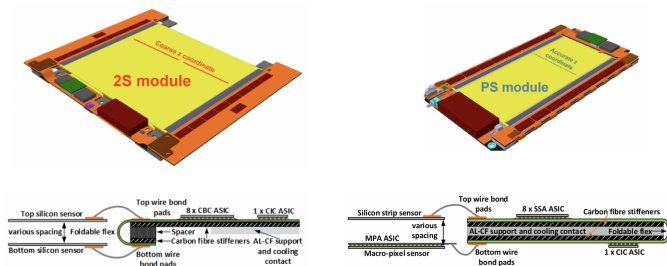 Coarse z coordinate
2S module
Accurate z
coordinate
PS module
Top wire bond
pads
8 x CBC ASIC
1 x CIC ASIC
Top silicon sensor
various spacing
Foldable flex
Bottom silicon sensor
Spacer
Carbon fibre stiffeners
Bottom wire
bond pads
AL-CF support
and cooling
contact
Top wire bond
pads
8 x SSA ASIC
Carbon fibre stiffeners
Silicon strip sensor
various
spacing
AL-CF support and cooling contact
Foldable flex
MPA ASIC
Macro-pixel sensor
Bottom wire
bond pads
1 x CIC ASIC